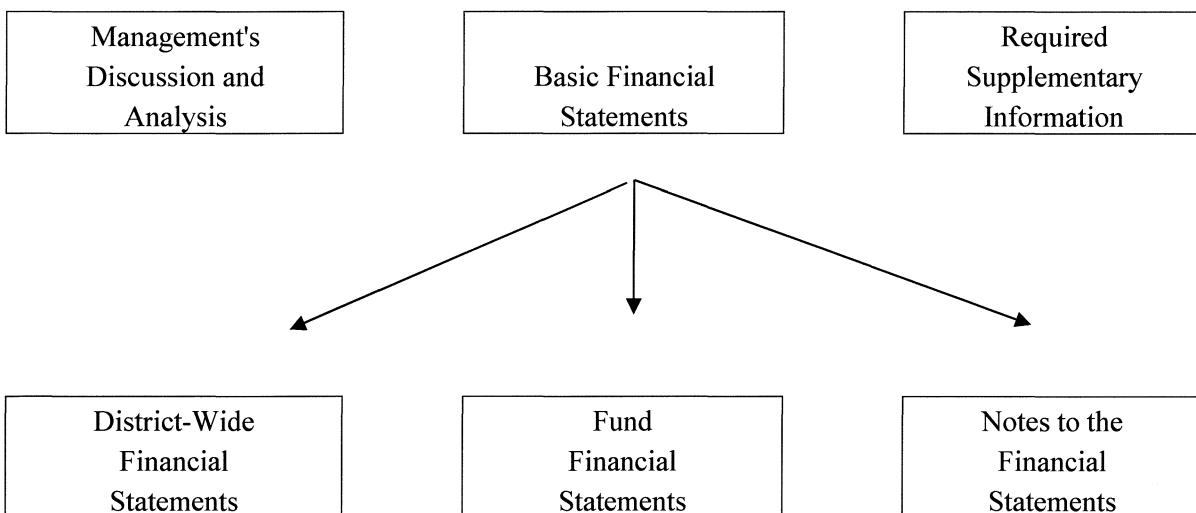 Management's
Discussion and
Analysis
Basic Financial
Statements
Required
Supplementary
Information
District-Wide
Financial
Statements
Fund
Financial
Statements
Notes to the
Financial
Statements